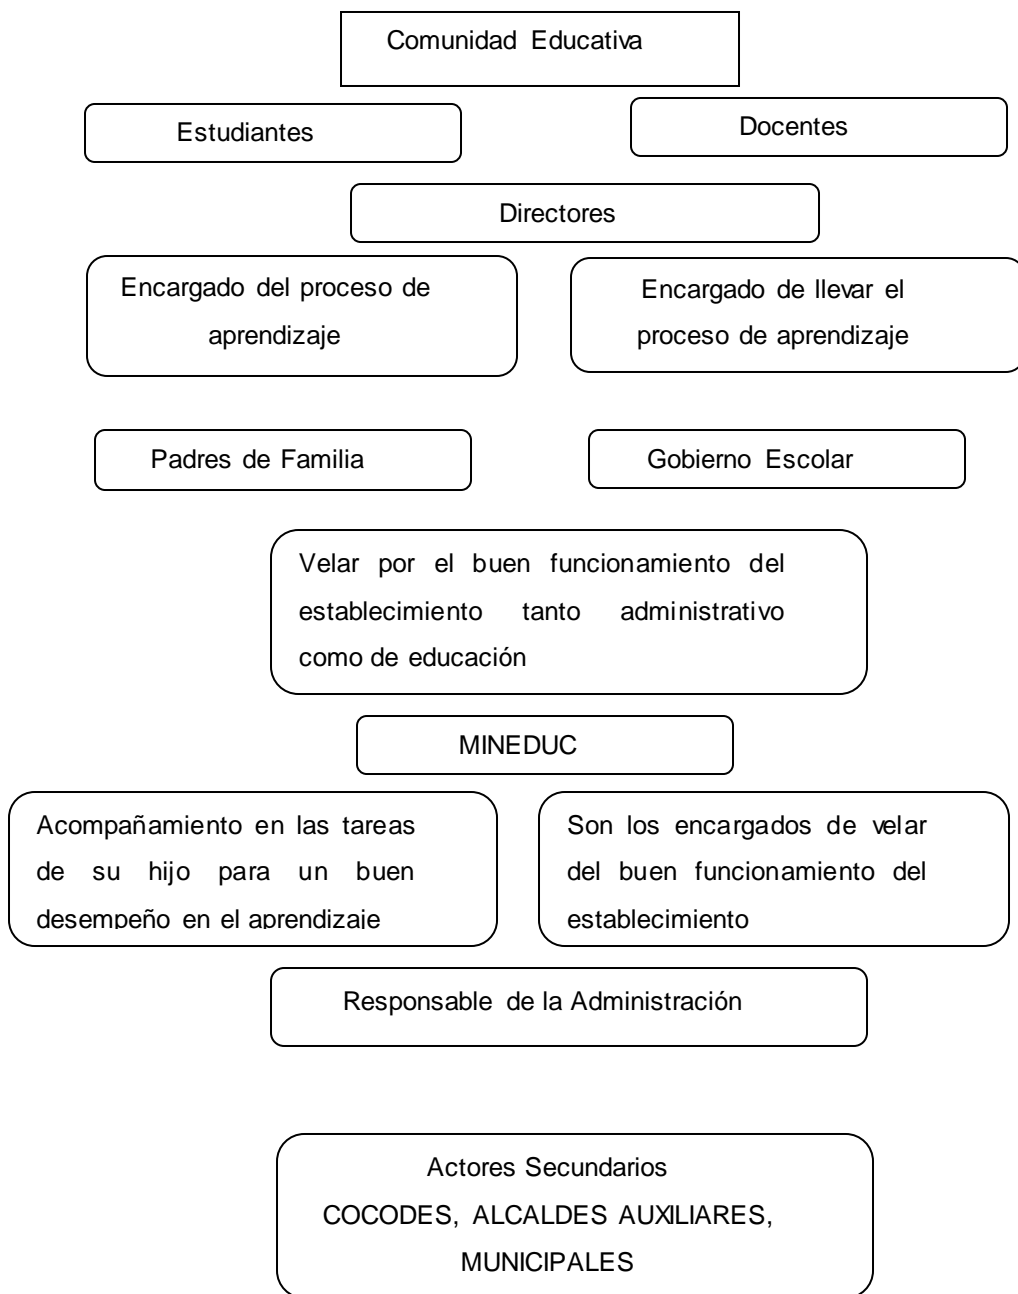 Comunidad Educativa
Estudiantes
Docentes
Directores
Encargado del proceso de
aprendizaje
Encargado de llevar el
proceso de aprendizaje
Padres de Familia
Gobierno Escolar
Velar por el buen funcionamiento del
establecimiento tanto administrativo
como de educación
MINEDUC
Acompañamiento en las tareas
de su hijo para un buen
desempeño en el aprendizaje
Son los encargados de velar
del buen funcionamiento del
establecimiento
Responsable de la Administración
Actores Secundarios
COCODES, ALCALDES AUXILIARES,
MUNICIPALES